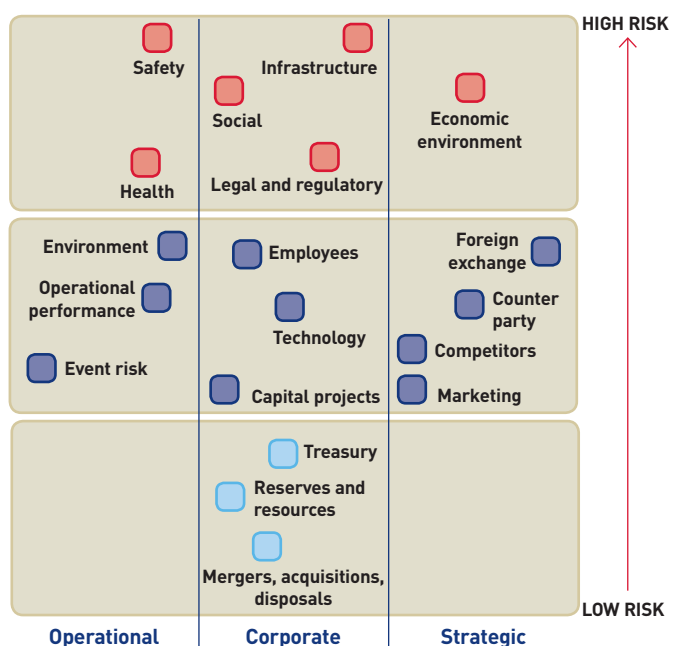 HIGH RISK
Safety
Infrastructure
Social
Economic
environment
Health
Legal and regulatory
Environment
Employees
Foreign
exchange
Operational
performance
Technology
Counter
party
Competitors
Event risk
Capital projects
Marketing
Treasury
Reserves and
resources
Mergers, acquisitions,
disposals
LOW RISK
Operational
Corporate
Strategic